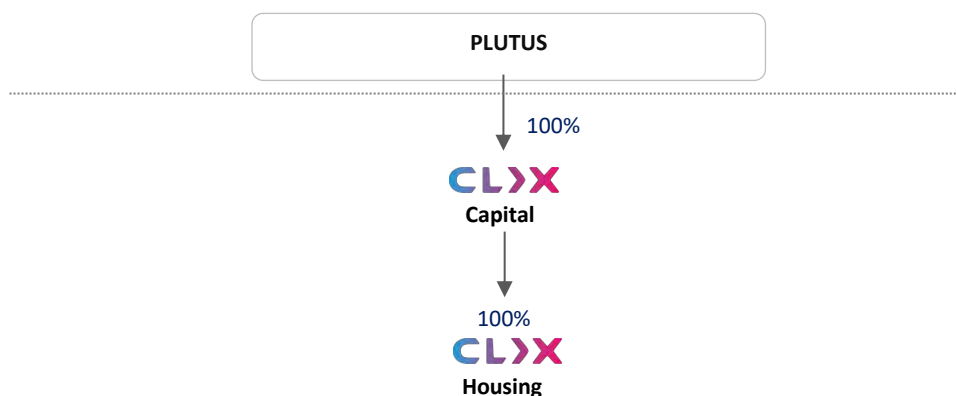 PLUTUS
100%
CLIX
Capital
100%
CLIX
Housing